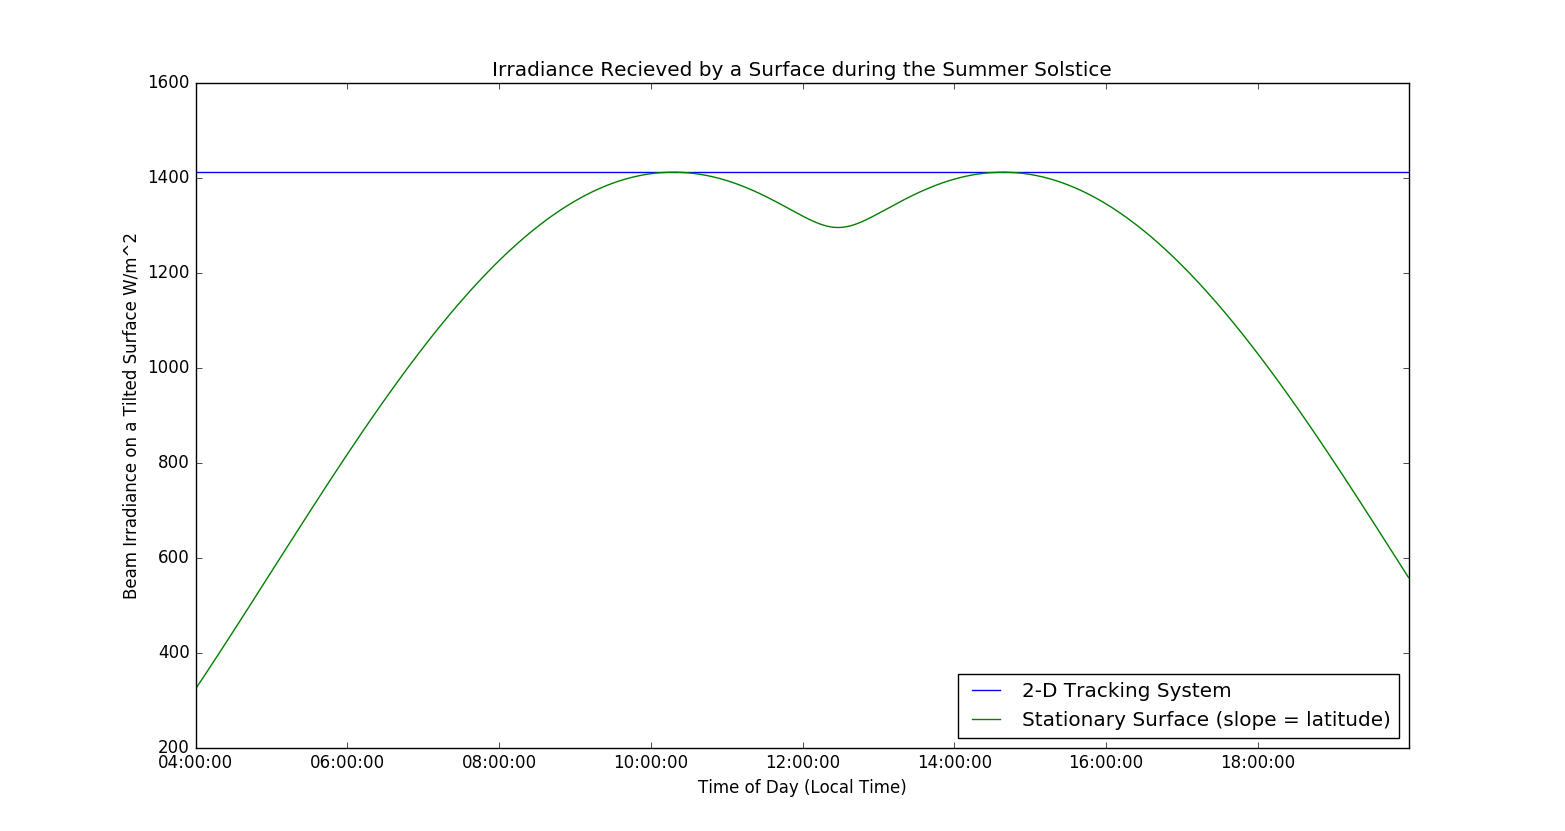 Irradiance Recieved by a Surface during the Summer Solstice
1600
1400
1200
1000
800
600
400
200
Beam Irradiance on a Tilted Surface W/m^2
2-D Tracking System
Stationary Surface (slope = latitude)
04:00:00 06:00:00 08:00:00 10:00:00 12:00:00 14:00:00 16:00:00 18:00:00
Time of Day (Local Time)